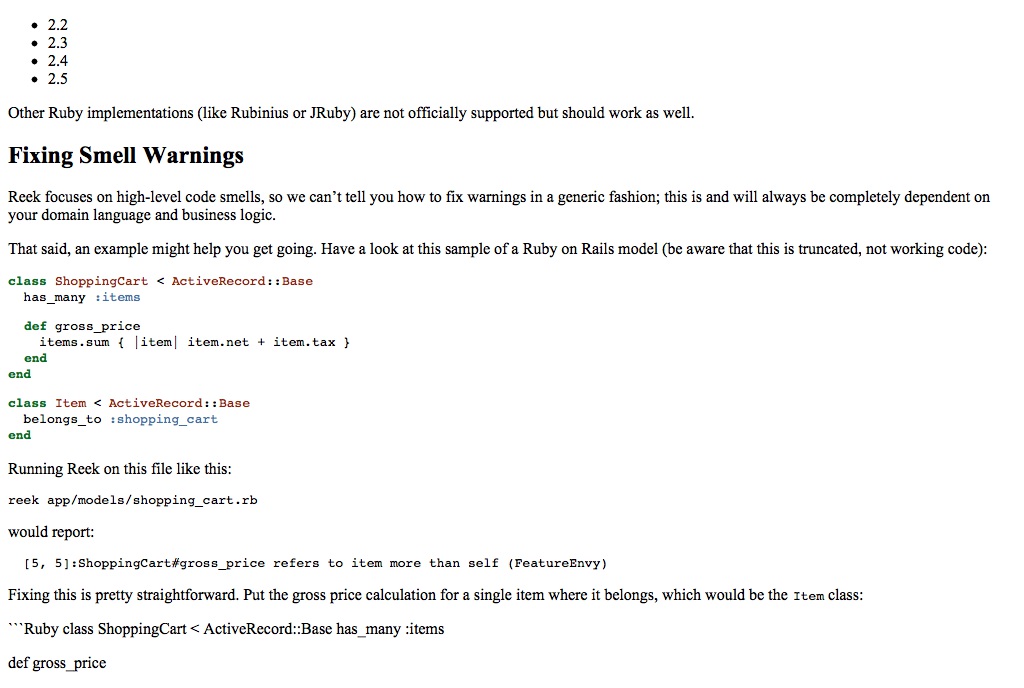 • 2.2
• 2.3
• 2.4
• 2.5
Other Ruby implementations (like Rubinius or JRuby) are not officially supported but should work as well.
Fixing Smell Warnings
Reek focuses on high-level code smells, so we can’t tell you how to fix warnings in a generic fashion; this is and will always be completely dependent on
your domain language and business logic.
That said, an example might help you get going. Have a look at this sample of a Ruby on Rails model (be aware that this is truncated, not working code):
class ShoppingCart < ActiveRecord::Base
  has_many :items
  def gross_price
    items.sum { |item| item.net + item.tax }
  end
end
class Item < ActiveRecord::Base
  belongs_to :shopping_cart
end
Running Reek on this file like this:
reek app/models/shopping_cart.rb
would report:
  [5, 5]:ShoppingCart#gross_price refers to item more than self (FeatureEnvy)
Fixing this is pretty straightforward. Put the gross price calculation for a single item where it belongs, which would be the Item class:
```Ruby class ShoppingCart < ActiveRecord::Base has_many :items
def gross_price